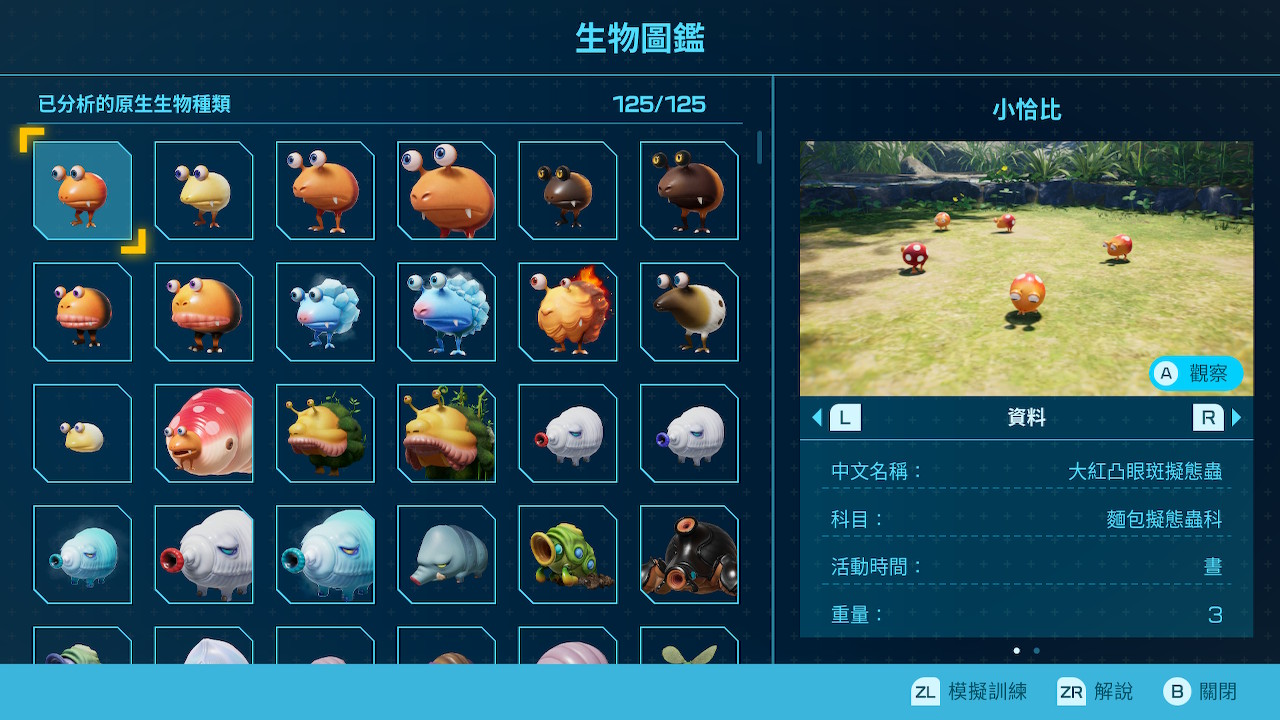 生物圖鑑
已分析的原生生物種類 125/125
小恰比
A 觀察
L 資料 R
中文名稱： 大紅凸眼斑擬態蟲
科目： 麵包擬態蟲科
活動時間： 晝
重量： 3
ZL 模擬訓練 ZR 解說 B 關閉